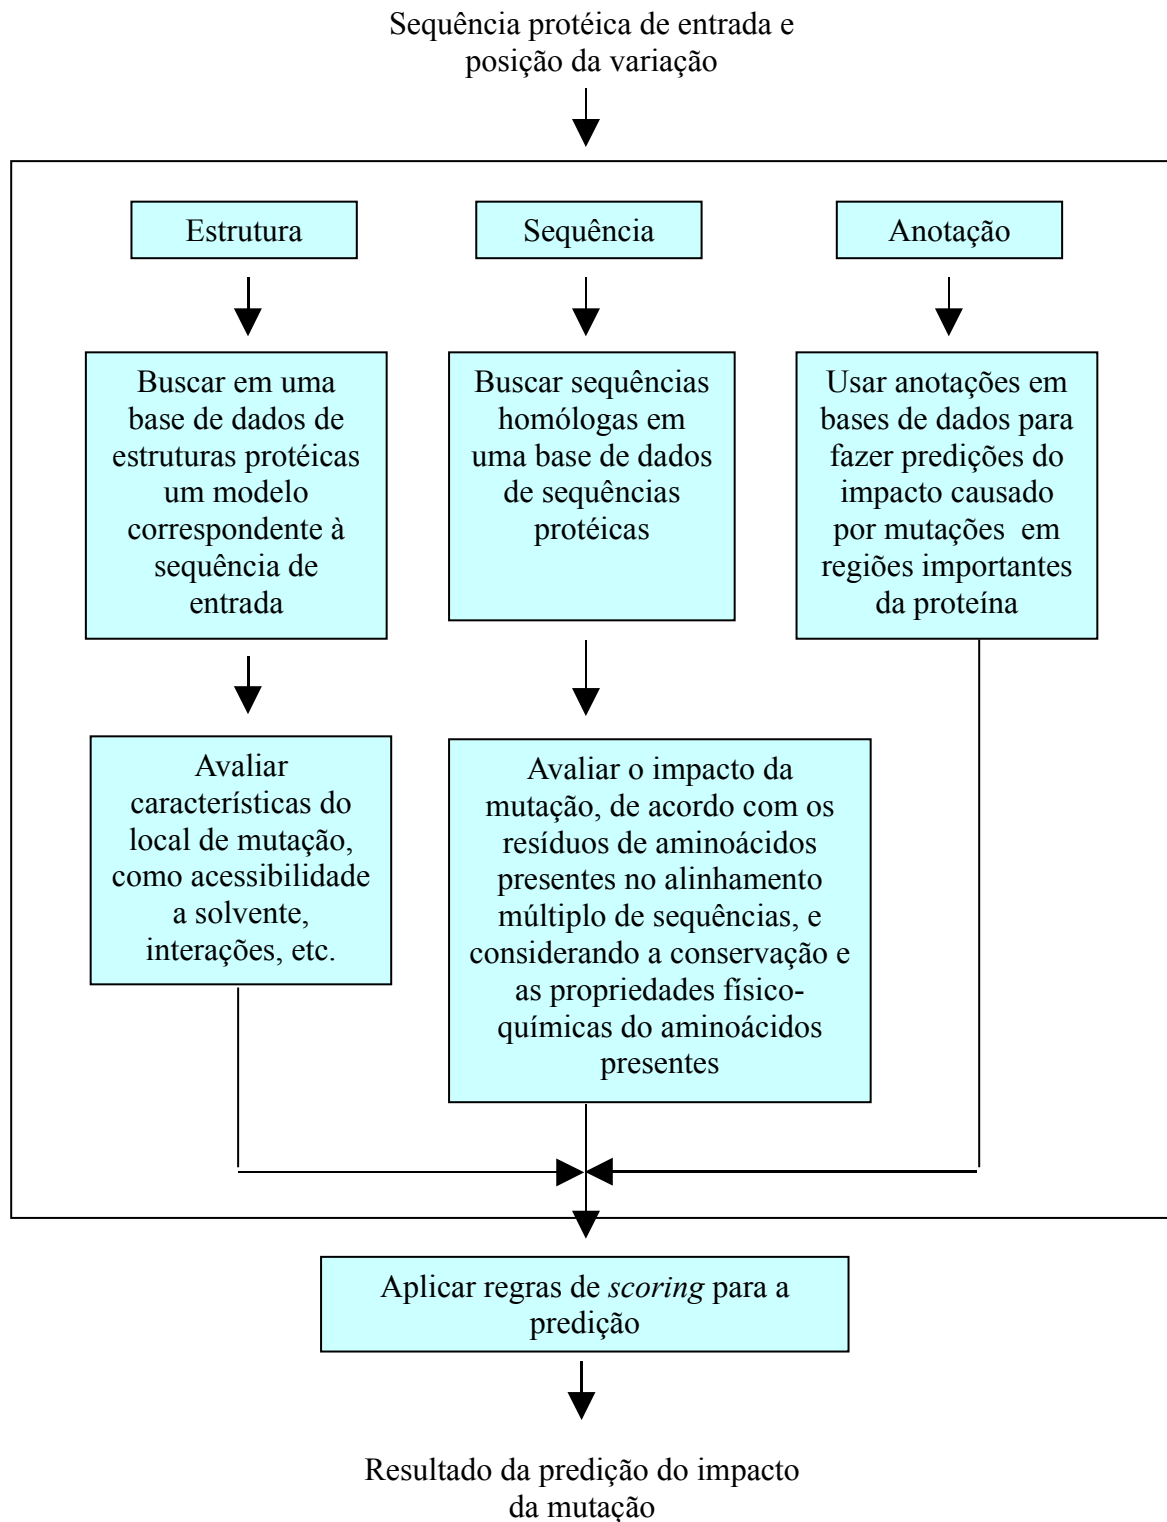 Sequência protéica de entrada e
posição da variação
Estrutura
Sequência
Anotação
Buscar em uma
base de dados de
estruturas protéicas
um modelo
correspondente à
sequência de
entrada
Buscar sequências
homólogas em
uma base de dados
de sequências
protéicas
Usar anotações em
bases de dados para
fazer predições do
impacto causado
por mutações em
regiões importantes
da proteína
Avaliar
características do
local de mutação,
como acessibilidade
a solvente,
interações, etc.
Avaliar o impacto da
mutação, de acordo com os
resíduos de aminoácidos
presentes no alinhamento
múltiplo de sequências, e
considerando a conservação e
as propriedades físico-
químicas do aminoácidos
presentes
Aplicar regras de scoring para a
predição
Resultado da predição do impacto
da mutação